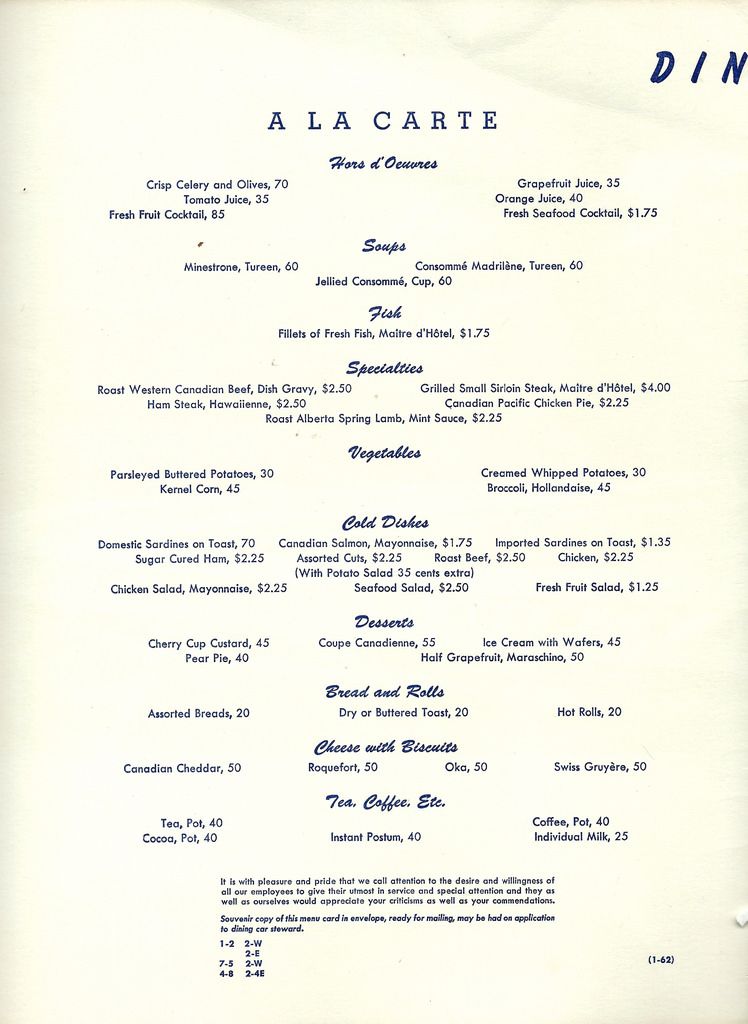 DIN
A LA CARTE
Hors d'Oeuvres
Crisp Celery and Olives, 70 Grapefruit Juice, 35
Tomato Juice, 35 Orange Juice, 40
Fresh Fruit Cocktail, 85 Fresh Seafood Cocktail, $1.75
Soups
Minestrone, Tureen, 60 Consommé Madrilène, Tureen, 60
Jellied Consommé, Cup, 60
Fish
Fillets of Fresh Fish, Maitre d'Hôtel, $1.75
Specialties
Roast Western Canadian Beef, Dish Gravy, $2.50 Grilled Small Sirloin Steak, Maitre d'Hôtel, $4.00
Ham Steak, Hawaiienne, $2.50 Canadian Pacific Chicken Pie, $2.25
Roast Alberta Spring Lamb, Mint Sauce, $2.25
Vegetables
Parsleyed Buttered Potatoes, 30 Creamed Whipped Potatoes, 30
Kernel Corn, 45 Broccoli, Hollandaise, 45
Cold Dishes
Domestic Sardines on Toast, 70 Canadian Salmon, Mayonnaise, $1.75 Imported Sardines on Toast, $1.35
Sugar Cured Ham, $2.25 Assorted Cuts, $2.25 Roast Beef, $2.50 Chicken, $2.25
(With Potato Salad 35 cents extra)
Chicken Salad, Mayonnaise, $2.25 Seafood Salad, $2.50 Fresh Fruit Salad, $1.25
Desserts
Cherry Cup Custard, 45 Coupe Canadienne, 55 Ice Cream with Wafers, 45
Pear Pie, 40 Half Grapefruit, Maraschino, 50
Bread and Rolls
Assorted Breads, 20 Dry or Buttered Toast, 20 Hot Rolls, 20
Cheese with Biscuits
Canadian Cheddar, 50 Roquefort, 50 Oka, 50 Swiss Gruyère, 50
Tea, Coffee, Etc.
Tea, Pot, 40 Coffee, Pot, 40
Cocoa, Pot, 40 Instant Postum, 40 Individual Milk, 25
It is with pleasure and pride that we call attention to the desire and willingness of
all our employees to give their utmost in service and special attention and they as
well as ourselves would appreciate your criticisms as well as your commendations.
Souvenir copy of this menu card in envelope, ready for mailing, may be had on application
to dining car steward.
1-2 2-W
2-E
7-5 2-W
4-8 2-4E
(1-62)